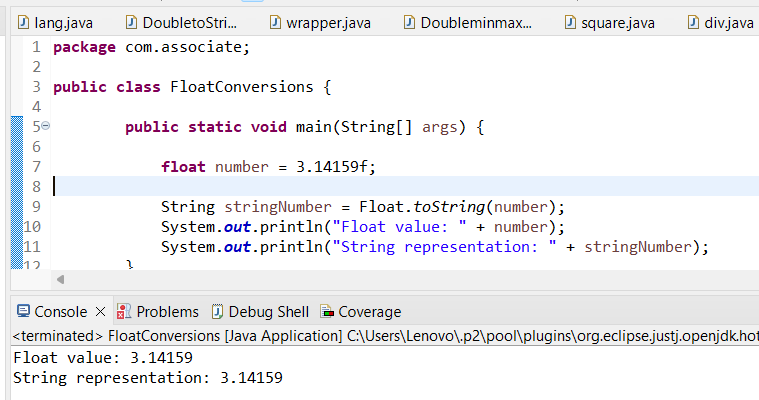 lang.java DoubletoStri... wrapper.java Doubleminmax... square.java div.java
1 package com.associate;
2
3 public class FloatConversions {
4
5 public static void main(String[] args) {
6
7 float number = 3.14159f;
8
9 String stringNumber = Float.toString(number);
10 System.out.println("Float value: " + number);
11 System.out.println("String representation: " + stringNumber);
12 }
Console Problems Debug Shell Coverage
<terminated> FloatConversions [Java Application] C:\Users\Lenovo\.p2\pool\plugins\org.eclipse.justj.openjdk.hot
Float value: 3.14159
String representation: 3.14159